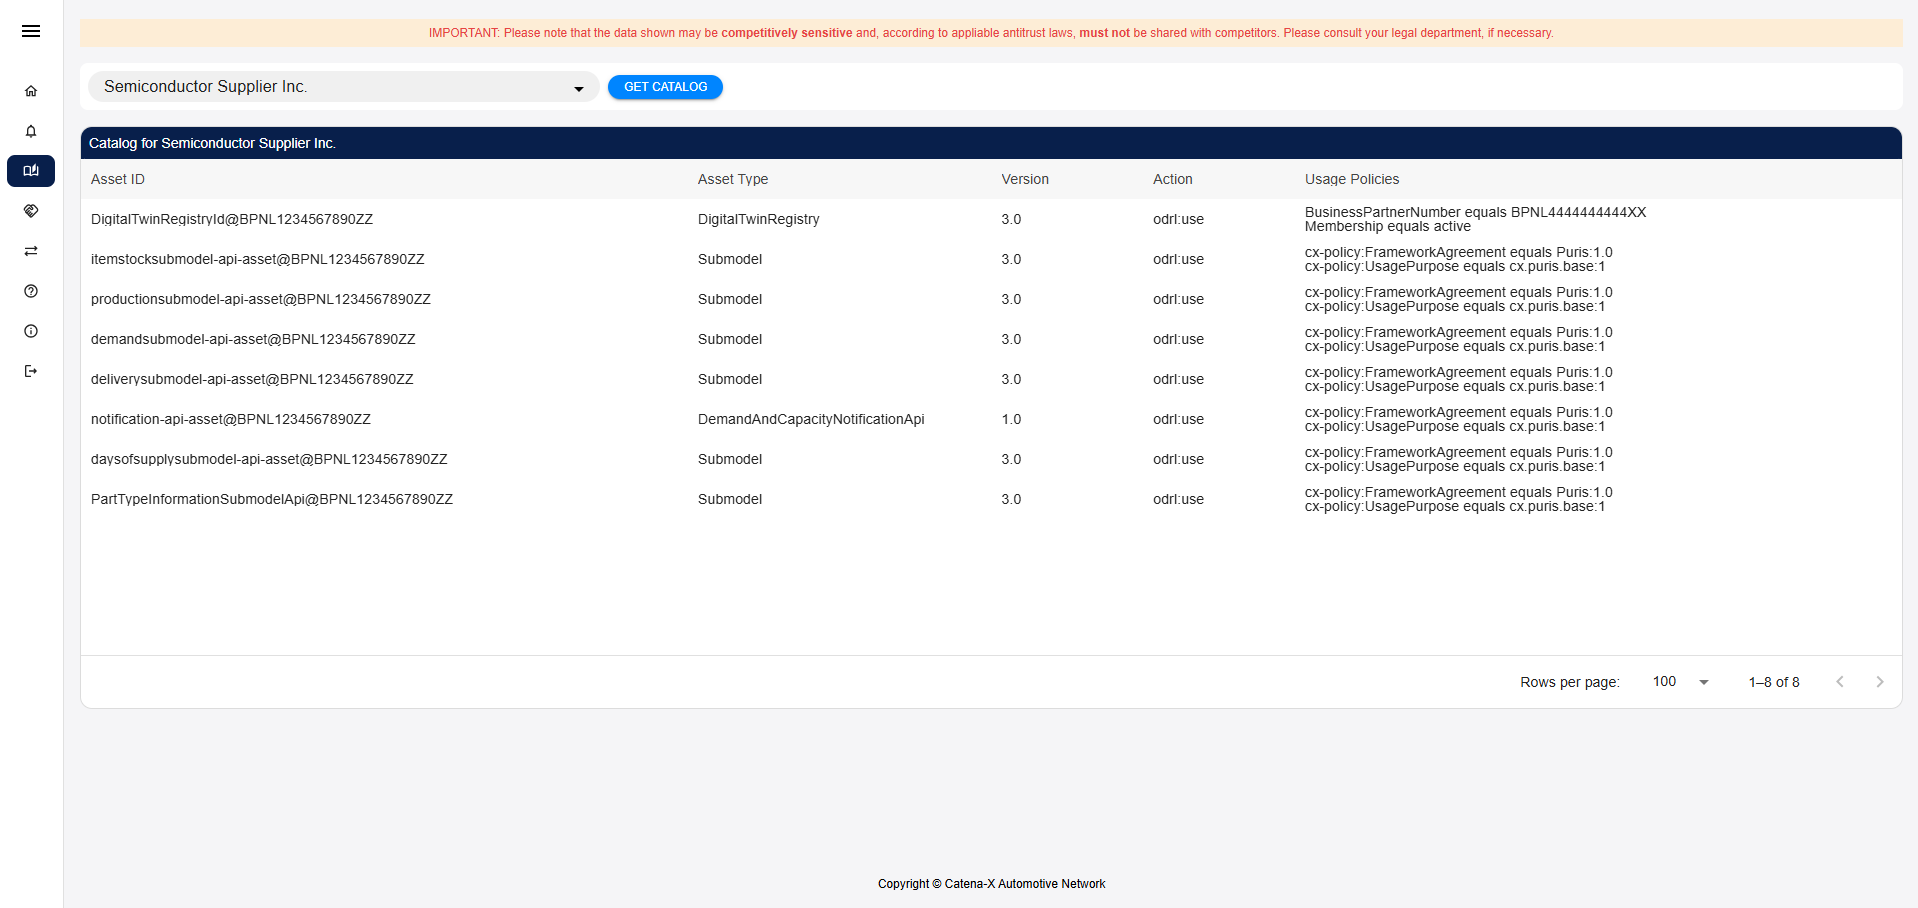 IMPORTANT: Please note that the data shown may be competitively sensitive and, according to appliable antitrust laws, must not be shared with competitors. Please consult your legal department, if necessary.
Semiconductor Supplier Inc.
GET CATALOG
Catalog for Semiconductor Supplier Inc.
Asset ID Asset Type Version Action Usage Policies
DigitalTwinRegistryId@BPNL1234567890ZZ DigitalTwinRegistry 3.0 odrl:use BusinessPartnerNumber equals BPNL4444444444XX
Membership equals active
itemstocksubmodel-api-asset@BPNL1234567890ZZ Submodel 3.0 odrl:use cx-policy:FrameworkAgreement equals Puris:1.0
cx-policy:UsagePurpose equals cx.puris.base:1
productionsubmodel-api-asset@BPNL1234567890ZZ Submodel 3.0 odrl:use cx-policy:FrameworkAgreement equals Puris:1.0
cx-policy:UsagePurpose equals cx.puris.base:1
demandsubmodel-api-asset@BPNL1234567890ZZ Submodel 3.0 odrl:use cx-policy:FrameworkAgreement equals Puris:1.0
cx-policy:UsagePurpose equals cx.puris.base:1
deliverysubmodel-api-asset@BPNL1234567890ZZ Submodel 3.0 odrl:use cx-policy:FrameworkAgreement equals Puris:1.0
cx-policy:UsagePurpose equals cx.puris.base:1
notification-api-asset@BPNL1234567890ZZ DemandAndCapacityNotificationApi 1.0 odrl:use cx-policy:FrameworkAgreement equals Puris:1.0
cx-policy:UsagePurpose equals cx.puris.base:1
daysofsupplysubmodel-api-asset@BPNL1234567890ZZ Submodel 3.0 odrl:use cx-policy:FrameworkAgreement equals Puris:1.0
cx-policy:UsagePurpose equals cx.puris.base:1
PartTypeInformationSubmodelApi@BPNL1234567890ZZ Submodel 3.0 odrl:use cx-policy:FrameworkAgreement equals Puris:1.0
cx-policy:UsagePurpose equals cx.puris.base:1
Rows per page: 100 1–8 of 8
Copyright © Catena-X Automotive Network